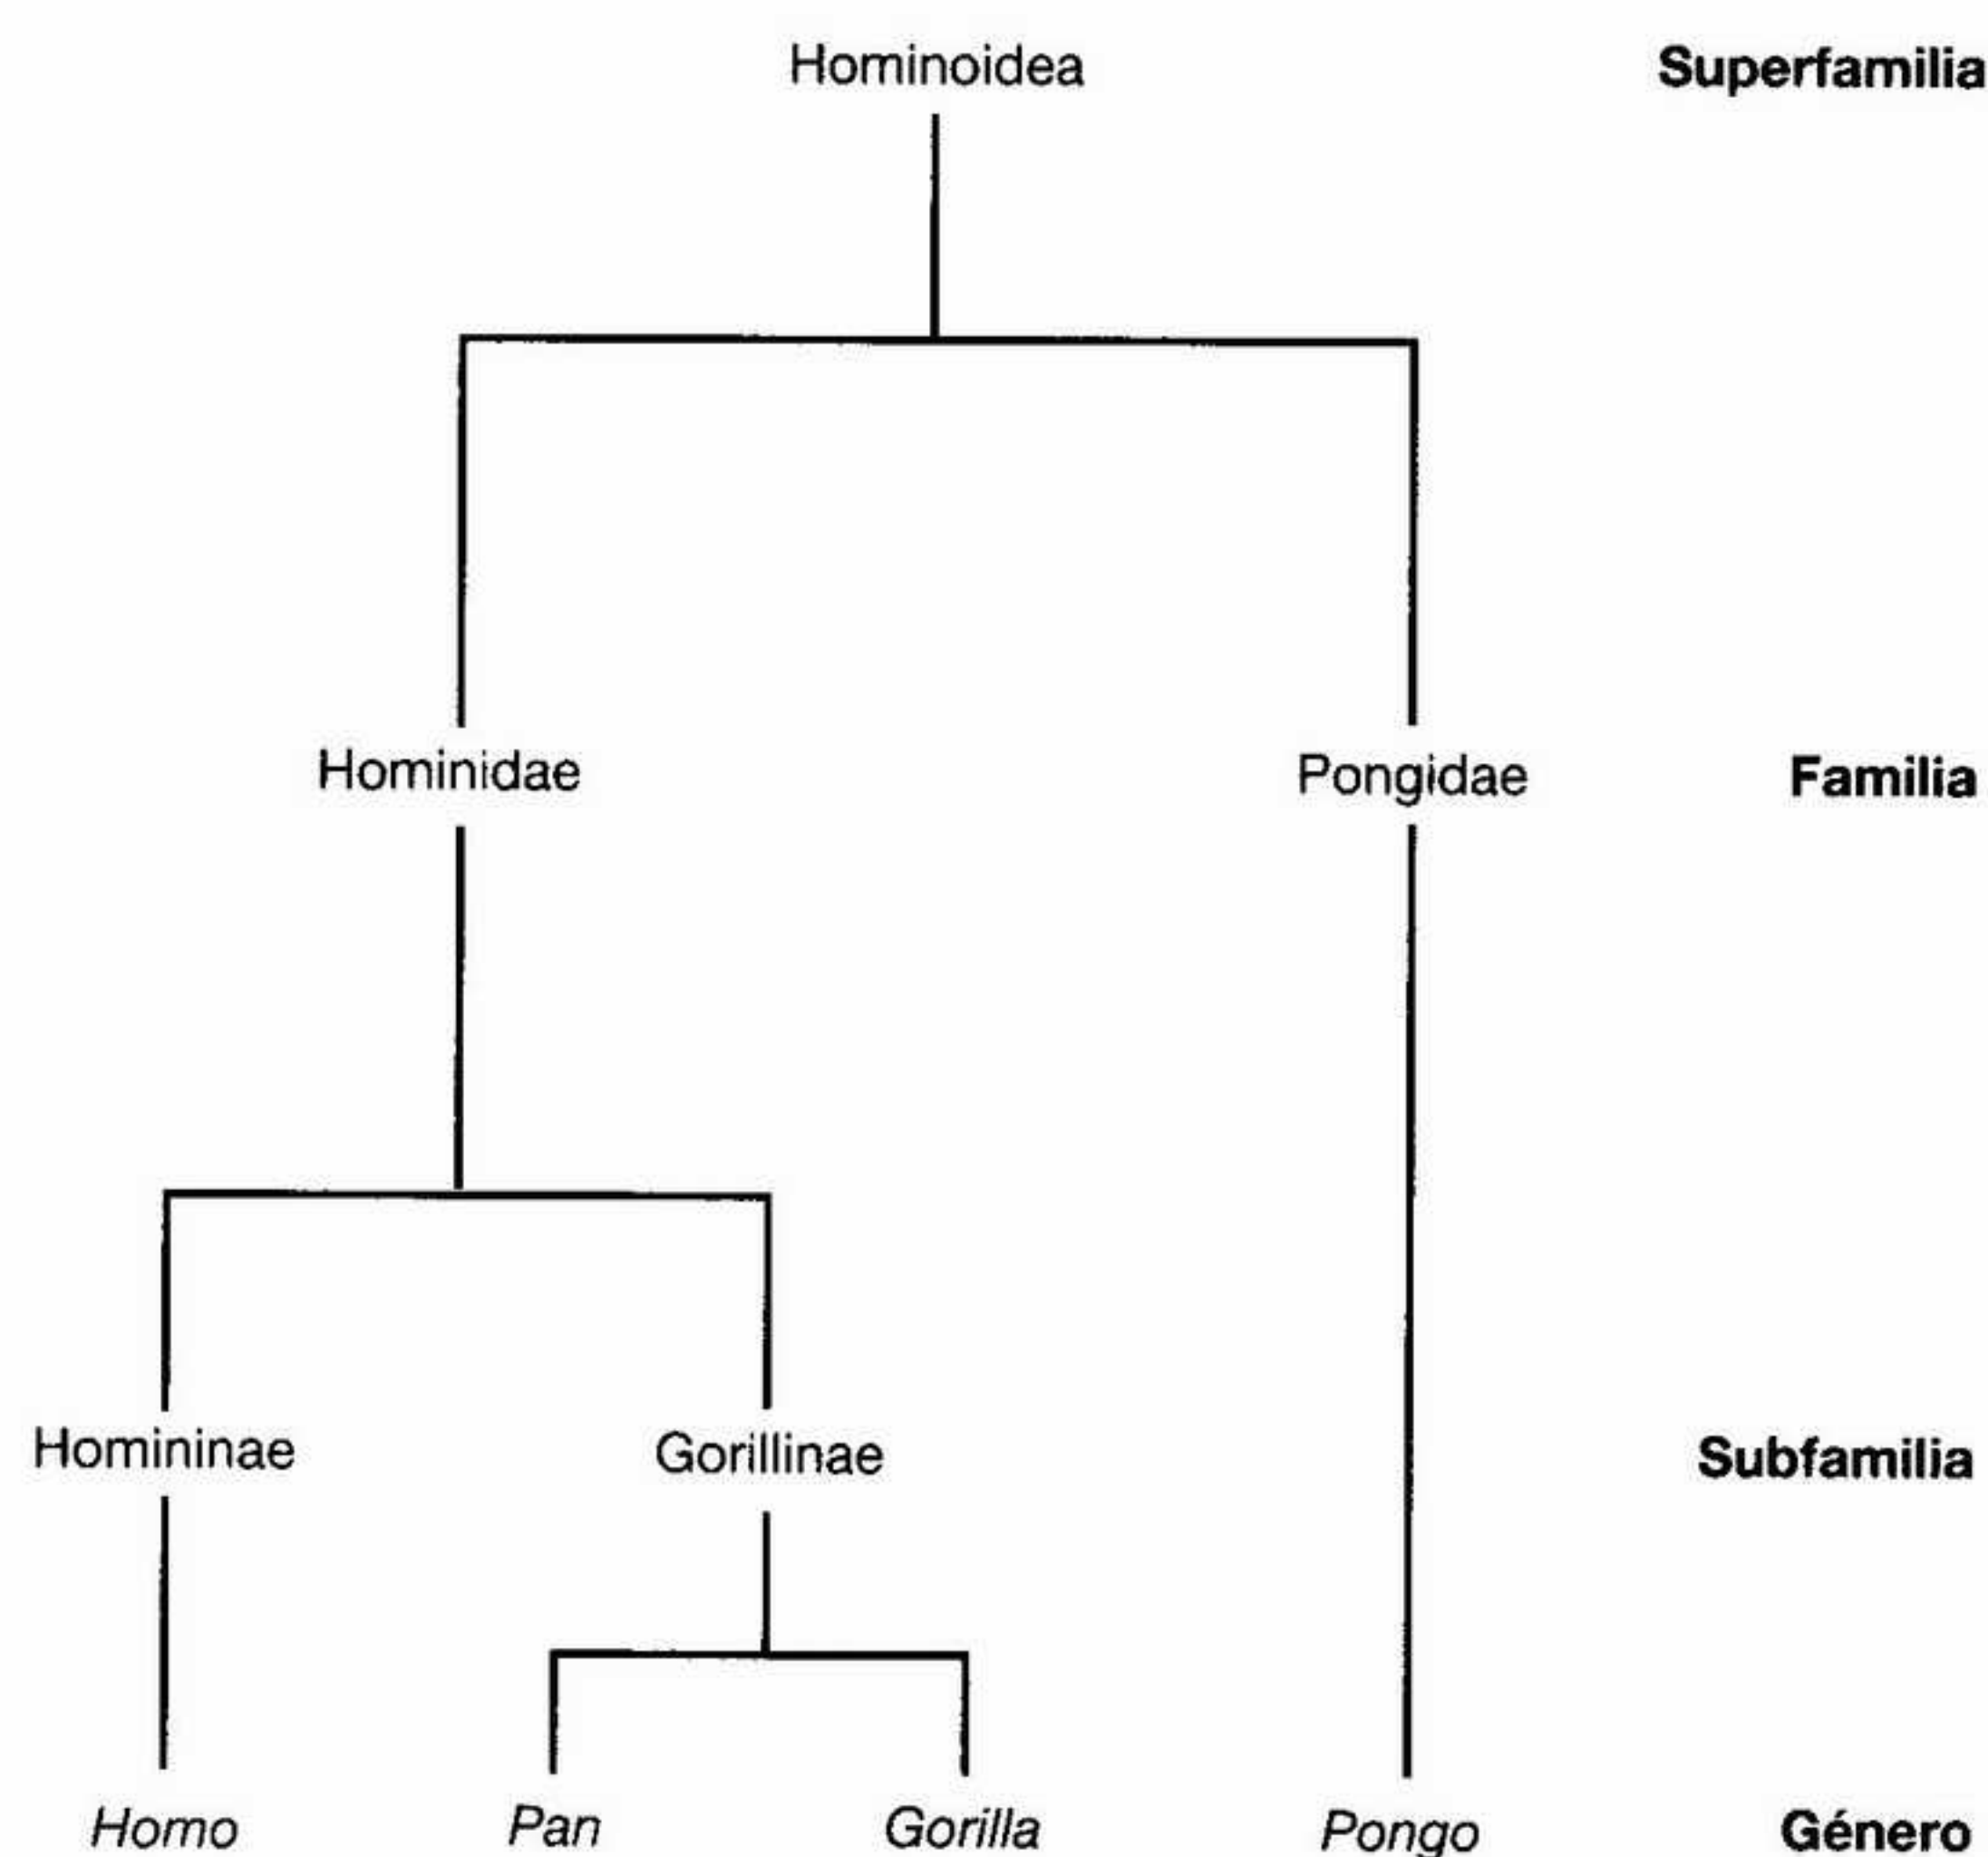 Hominoidea Superfamilia
Hominidae Pongidae Familia
Homininae Gorillinae Subfamilia
Homo Pan Gorilla Pongo Género